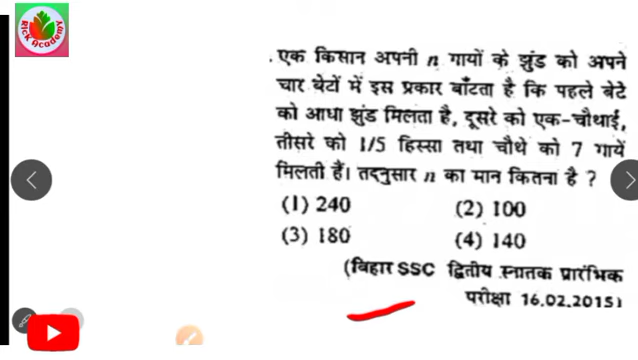 Rick Academy
एक किसान अपनी n गायों के झुंड को अपने
चार बेटों में इस प्रकार बाँटता है कि पहले बेटे
को आधा झुंड मिलता है, दूसरे को एक-चौथाई,
तीसरे को 1/5 हिस्सा तथा चौथे को 7 गायें
मिलती हैं। तद्नुसार n का मान कितना है ?
(1) 240 (2) 100
(3) 180 (4) 140
(बिहार SSC द्वितीय स्नातक प्रारंभिक
परीक्षा 16.02.2015)